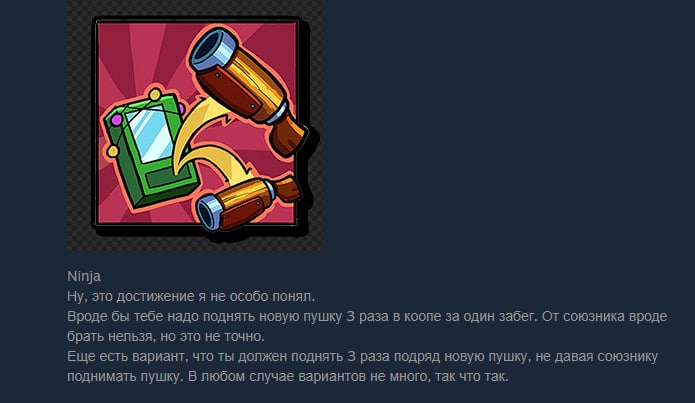 Ninja
Ну, это достижение я не особо понял.
Вроде бы тебе надо поднять новую пушку 3 раза в коопе за один забег. От союзника вроде
брать нельзя, но это не точно.
Еще есть вариант, что ты должен поднять 3 раза подряд новую пушку, не давая союзнику
поднимать пушку. В любом случае вариантов не много, так что так.